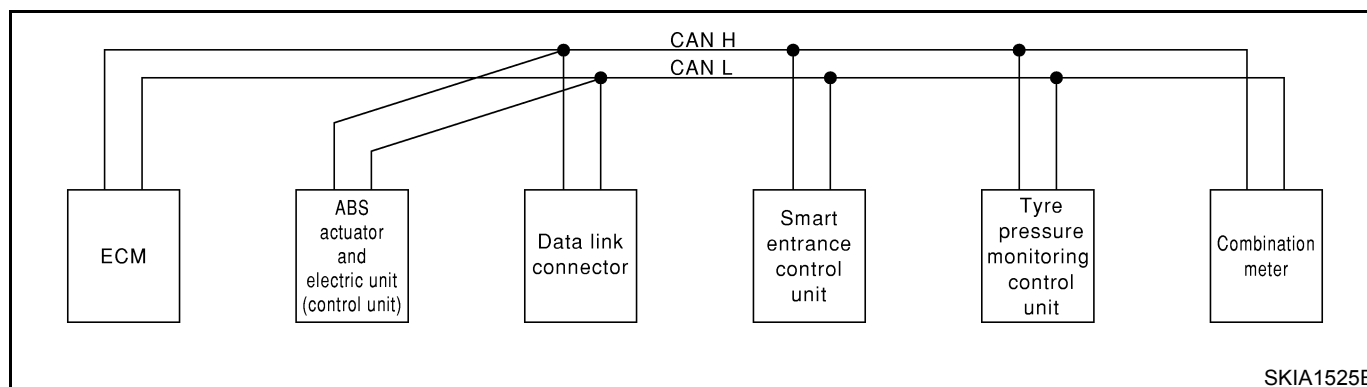 CAN H
CAN L
ECM
ABS
actuator
and
electric unit
(control unit)
Data link
connector
Smart
entrance
control
unit
Tyre
pressure
monitoring
control
unit
Combination
meter
SKIA1525E